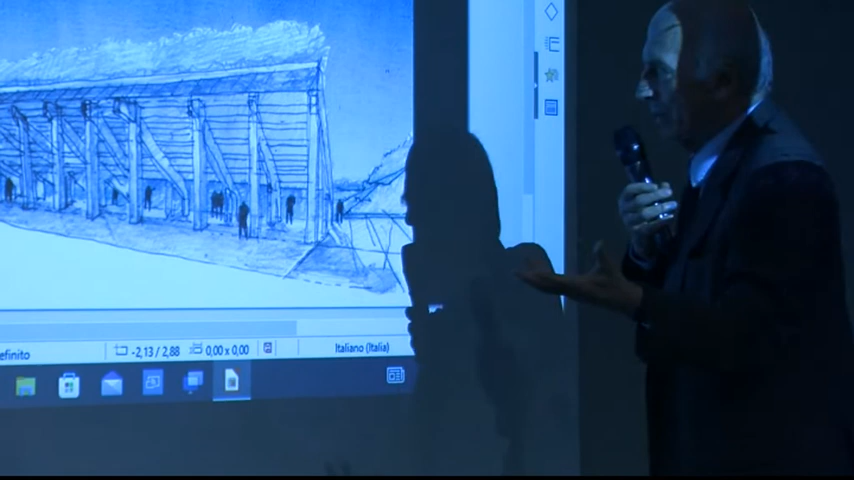 efinito
-2,13 / 2,88
0,00 x 0,00
Italiano (Italia)